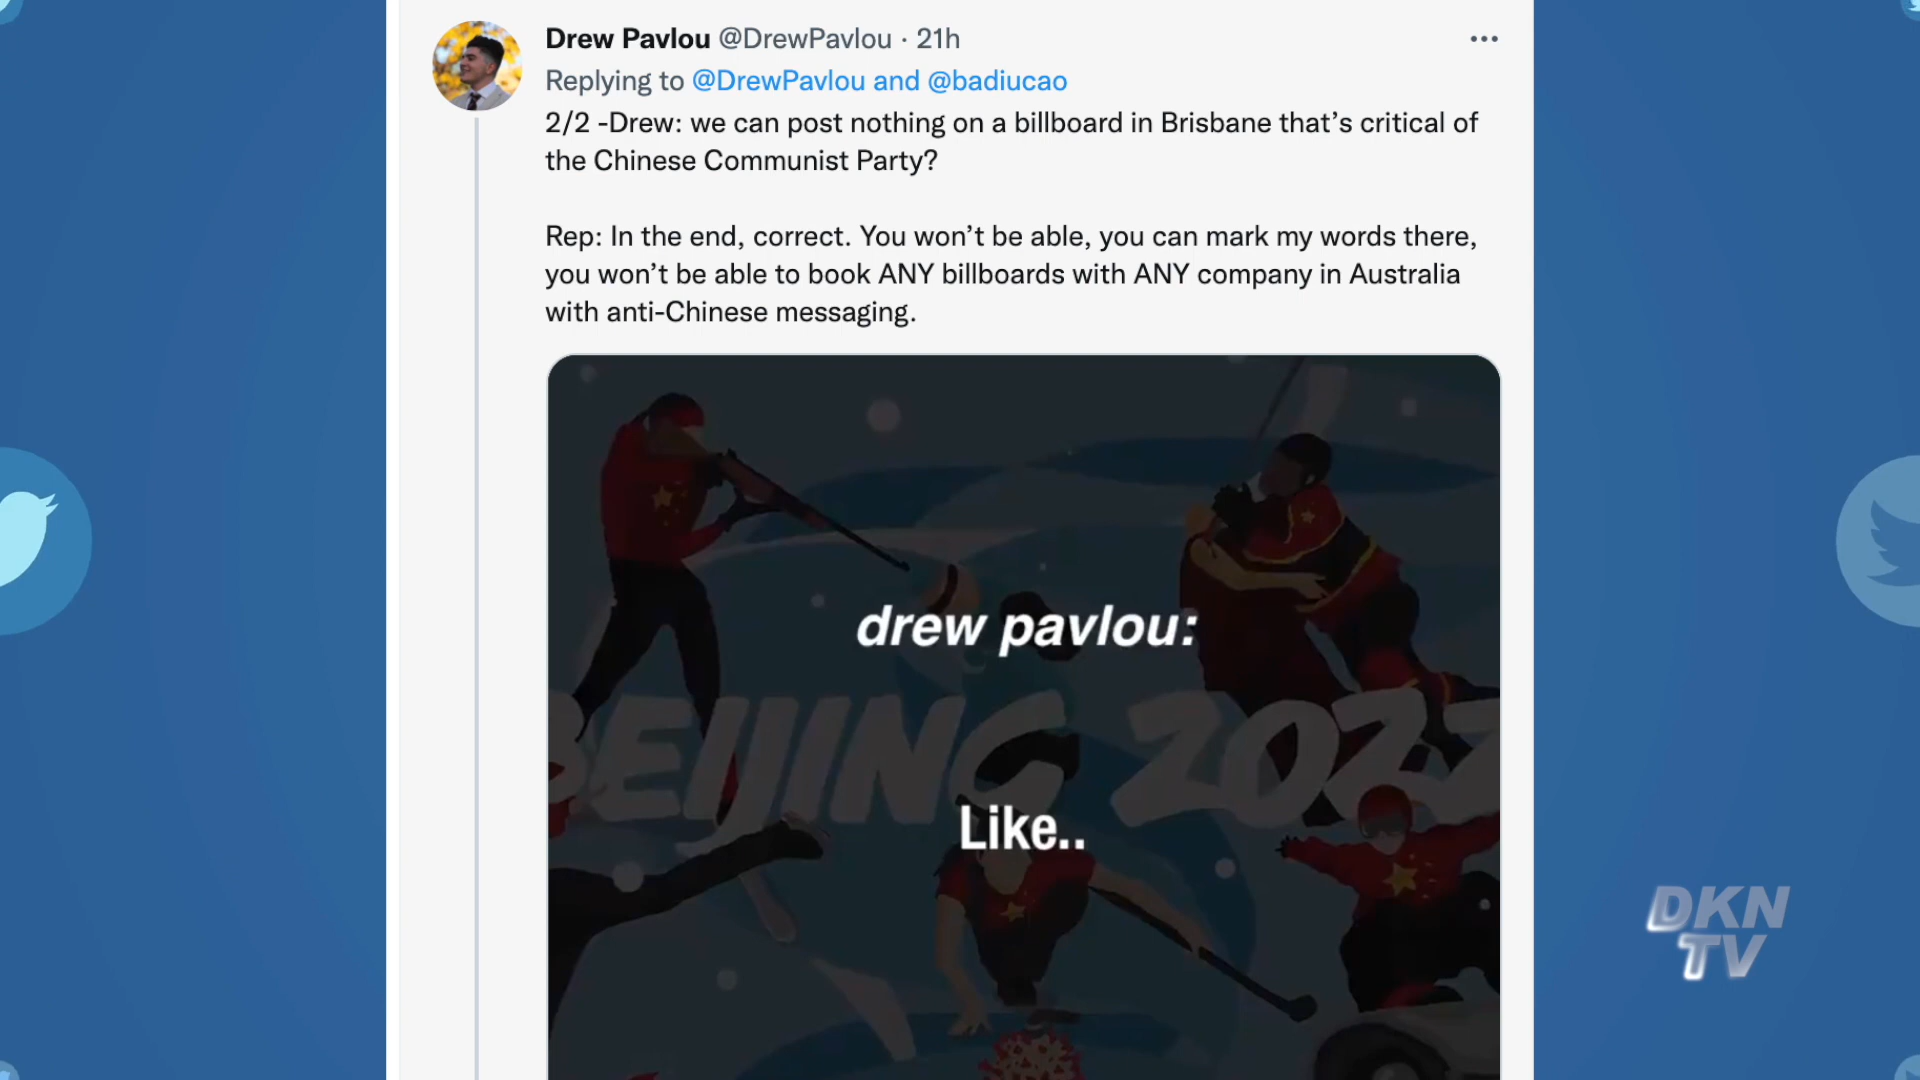 Drew Pavlou @DrewPavlou · 21h
Replying to @DrewPavlou and @badiucao
2/2 -Drew: we can post nothing on a billboard in Brisbane that’s critical of
the Chinese Communist Party?
Rep: In the end, correct. You won’t be able, you can mark my words there,
you won’t be able to book ANY billboards with ANY company in Australia
with anti-Chinese messaging.
drew pavlou:
BEIJING 2022
Like..
DKN
TV